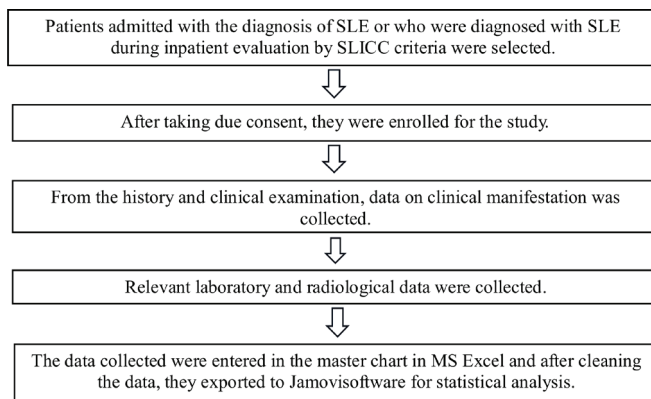 Patients admitted with the diagnosis of SLE or who were diagnosed with SLE
during inpatient evaluation by SLICC criteria were selected.
After taking due consent, they were enrolled for the study.
From the history and clinical examination, data on clinical manifestation was
collected.
Relevant laboratory and radiological data were collected.
The data collected were entered in the master chart in MS Excel and after cleaning
the data, they exported to Jamovisoftware for statistical analysis.